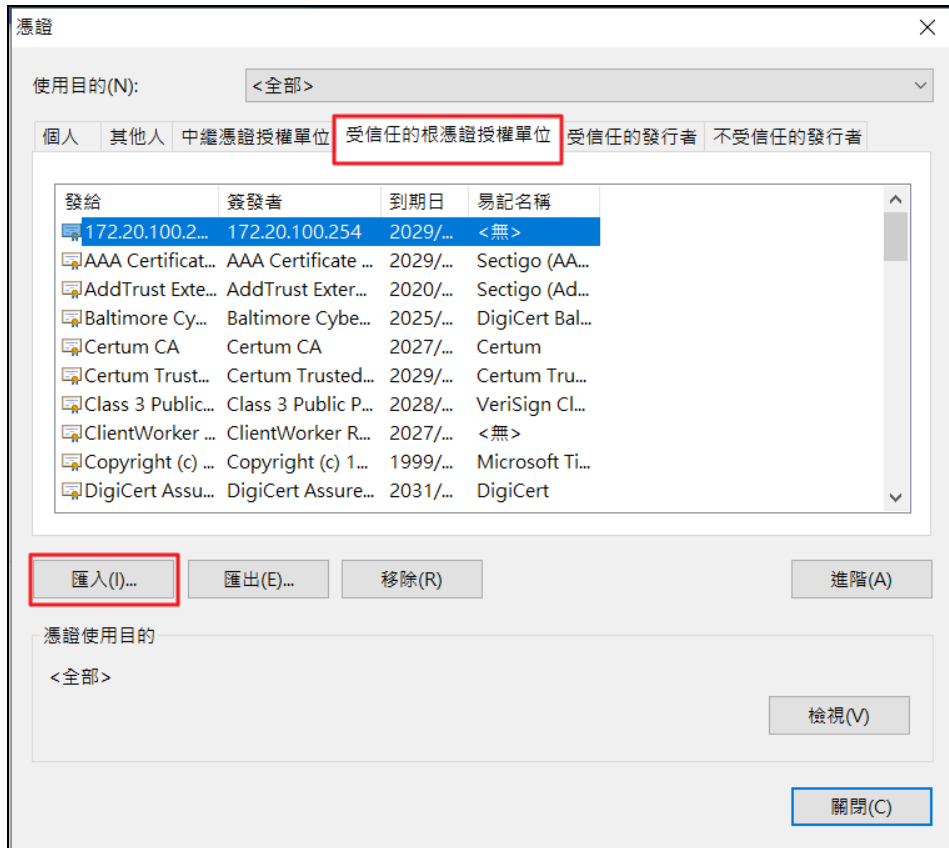 憑證
使用目的(N): <全部>
個人 其他人 中繼憑證授權單位 受信任的根憑證授權單位 受信任的發行者 不受信任的發行者
發給 簽發者 到期日 易記名稱
172.20.100.2... 172.20.100.254 2029/... <無>
AAA Certificat... AAA Certificate ... 2029/... Sectigo (AA...
AddTrust Exte... AddTrust Exter... 2020/... Sectigo (Ad...
Baltimore Cy... Baltimore Cybe... 2025/... DigiCert Bal...
Certum CA Certum CA 2027/... Certum
Certum Trust... Certum Trusted... 2029/... Certum Tru...
Class 3 Public... Class 3 Public P... 2028/... VeriSign Cl...
ClientWorker ... ClientWorker R... 2027/... <無>
Copyright (c) ... Copyright (c) 1... 1999/... Microsoft Ti...
DigiCert Assu... DigiCert Assure... 2031/... DigiCert
匯入(I)... 匯出(E)... 移除(R) 進階(A)
憑證使用目的
<全部>
檢視(V)
關閉(C)